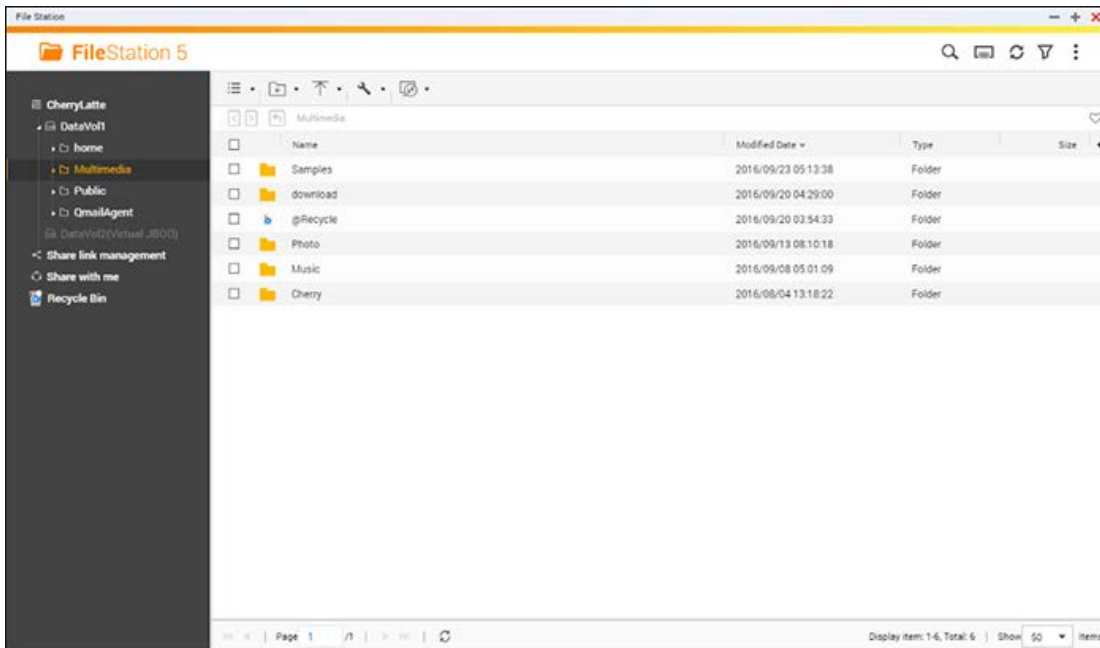 File Station
FileStation 5
CherryLatte
DataVol1
home
Multimedia
Public
QmailAgent
DataVol2(Virtual JBOD)
Share link management
Share with me
Recycle Bin
Multimedia
Name Modified Date Type Size
Samples 2016/09/23 05:13:38 Folder
download 2016/09/20 04:29:00 Folder
@Recycle 2016/09/20 03:54:33 Folder
Photo 2016/09/13 08:10:18 Folder
Music 2016/09/08 05:01:09 Folder
Cherry 2016/08/04 13:18:22 Folder
Page 1 /1 Display item: 1-6, Total: 6 Show 50 Items